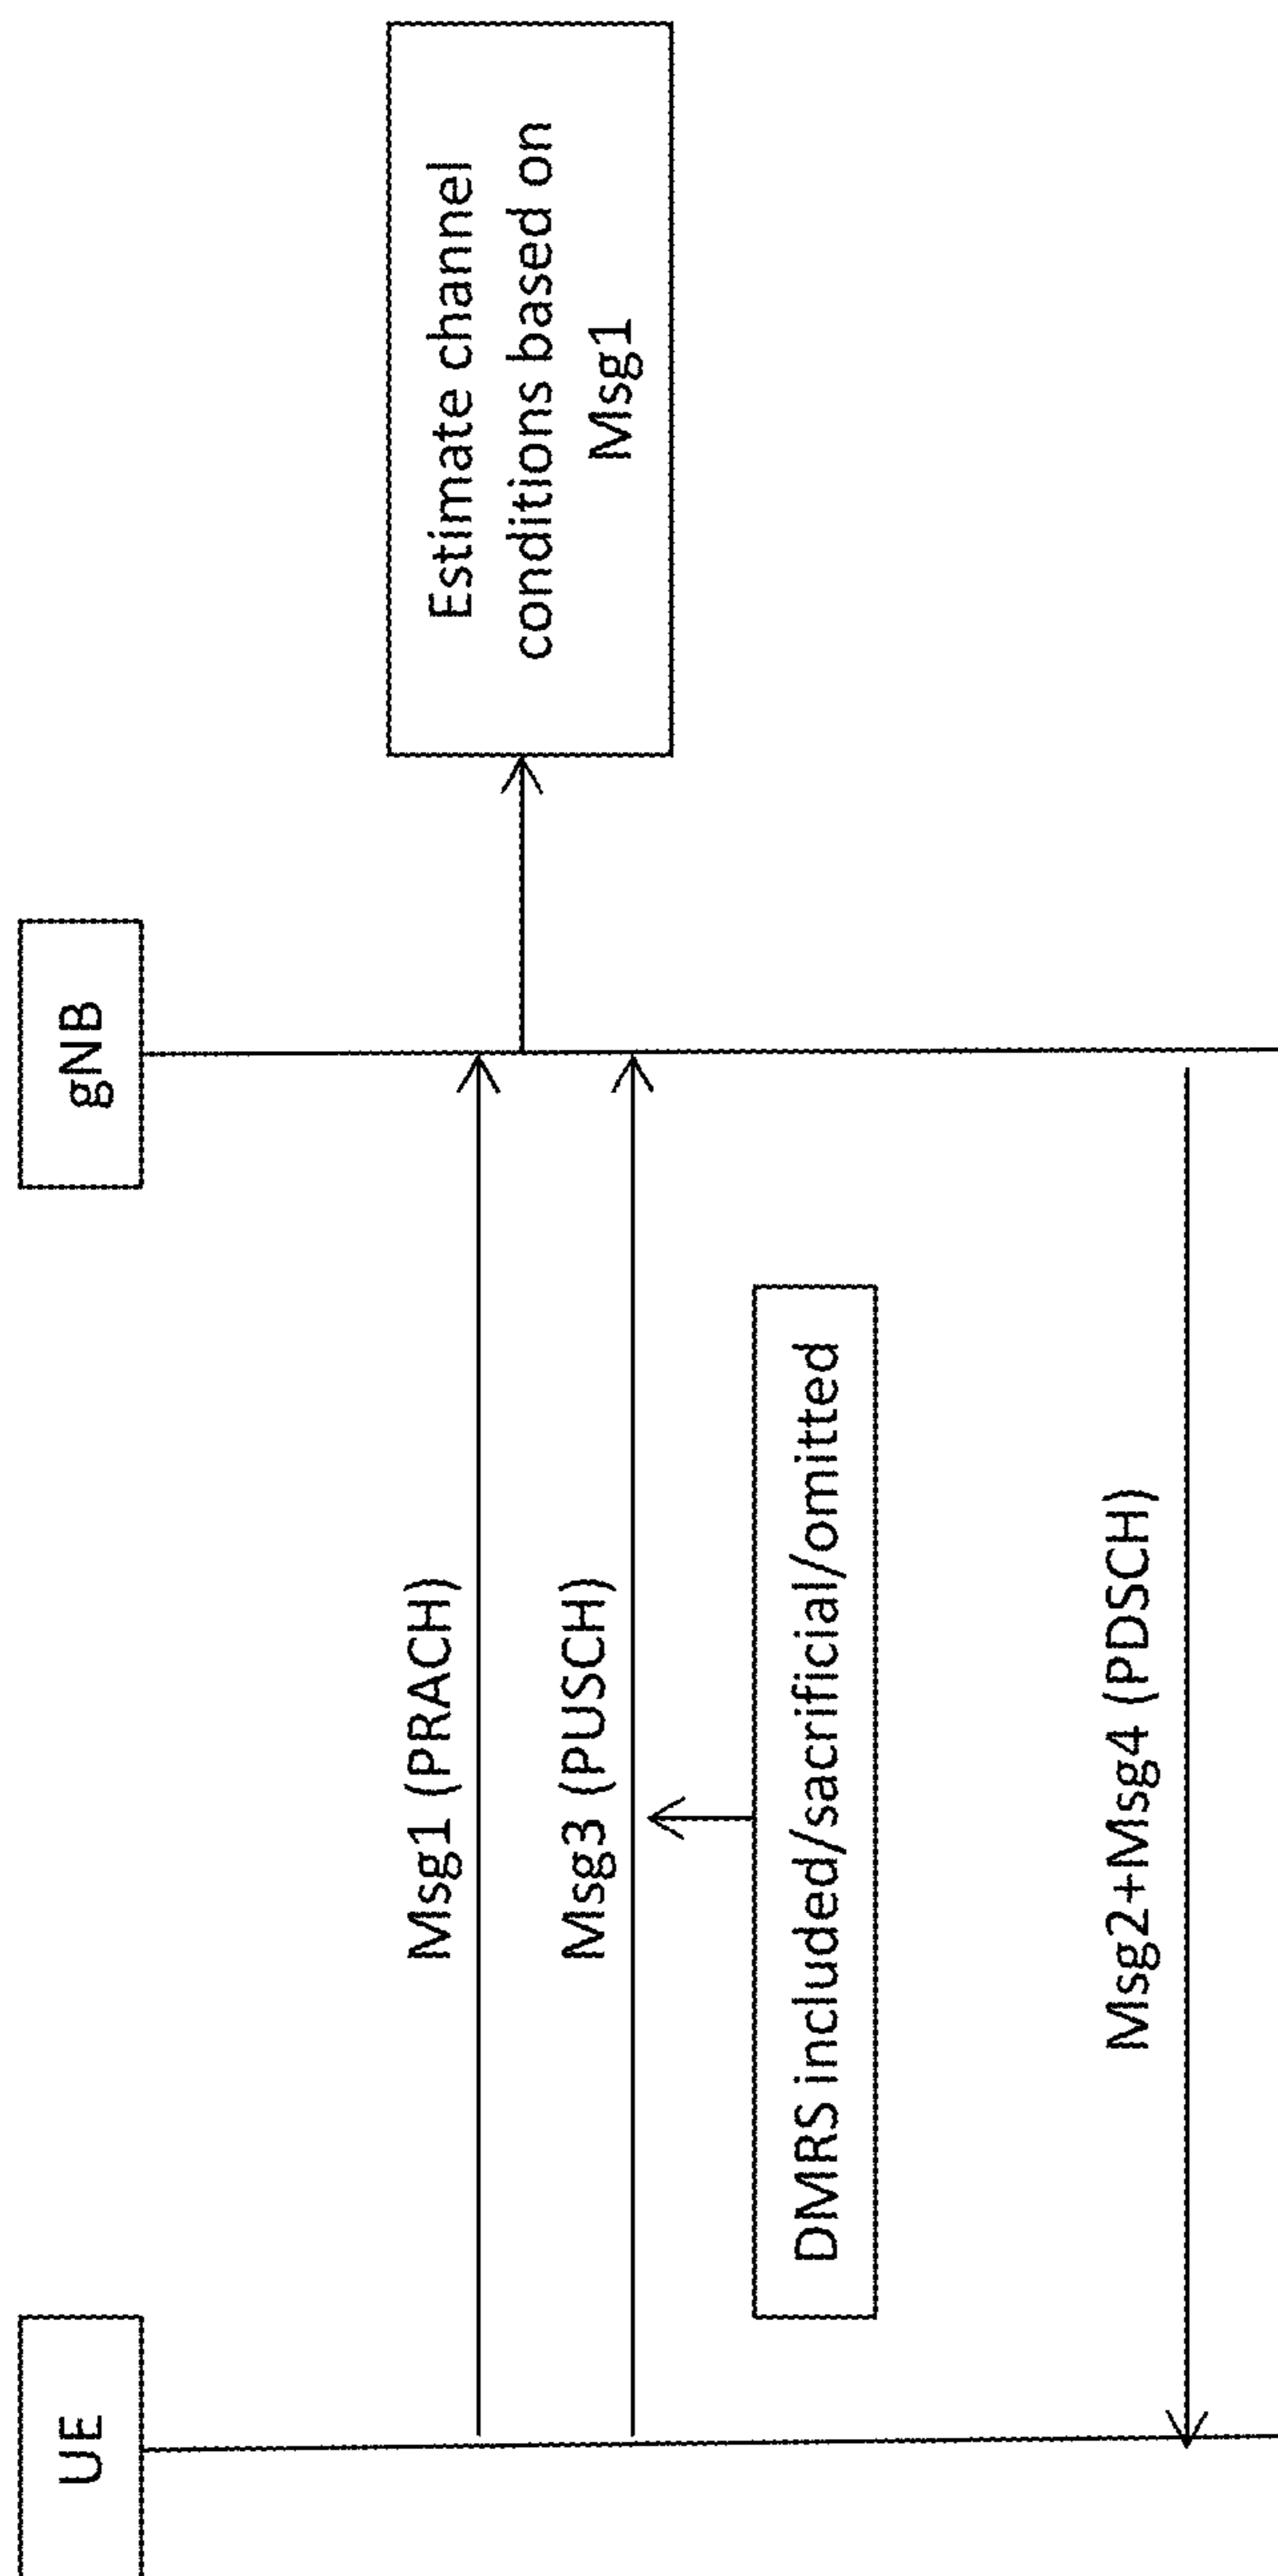 UE
gNB
Msg1 (PRACH)
Estimate channel
conditions based on
Msg1
Msg3 (PUSCH)
DMRS included/sacrificial/omitted
Msg2+Msg4 (PDSCH)